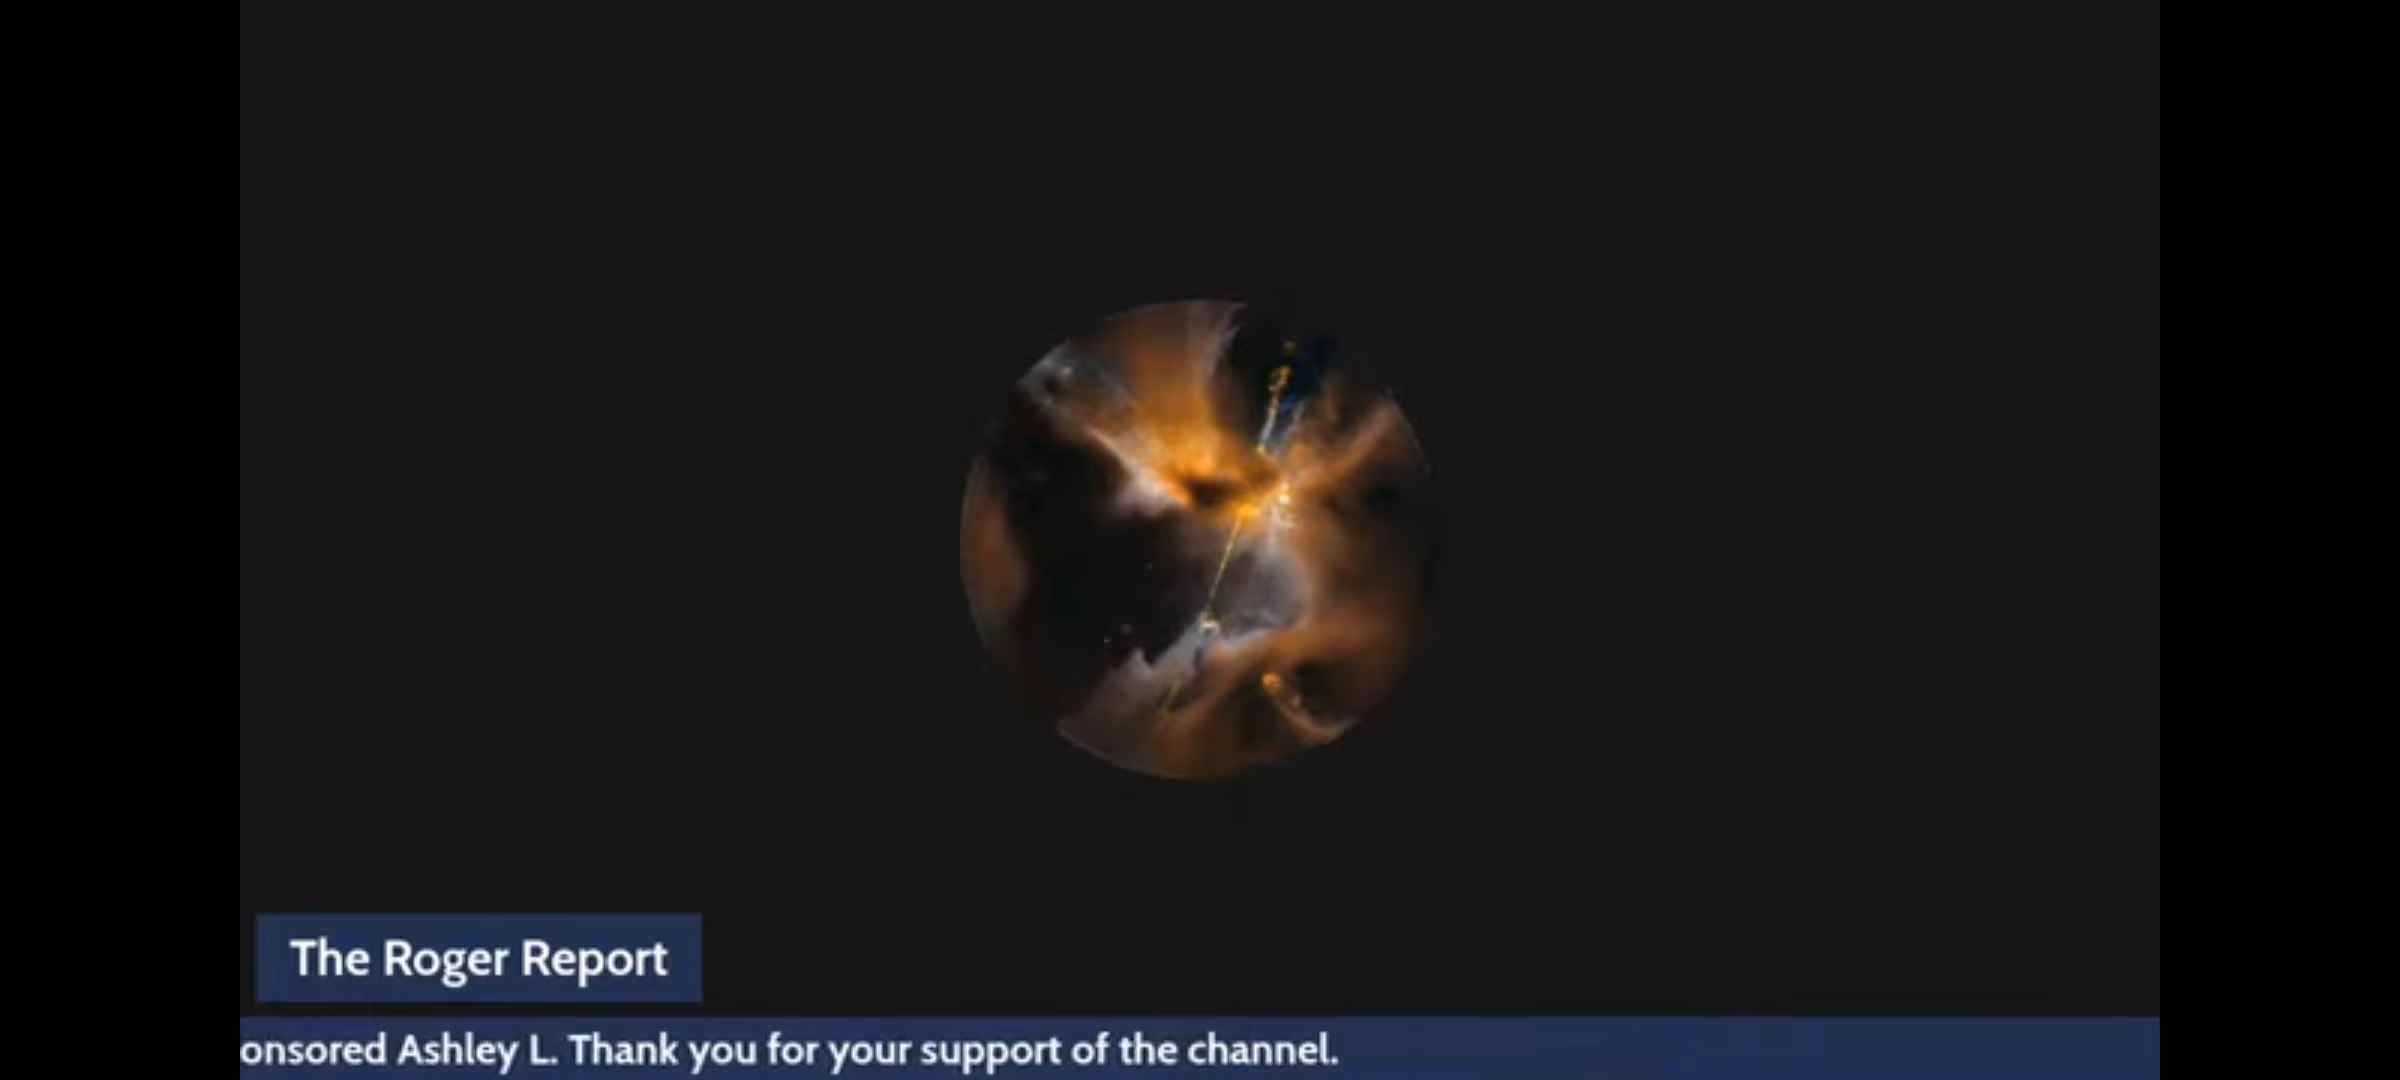 The Roger Report
onsored Ashley L. Thank you for your support of the channel.